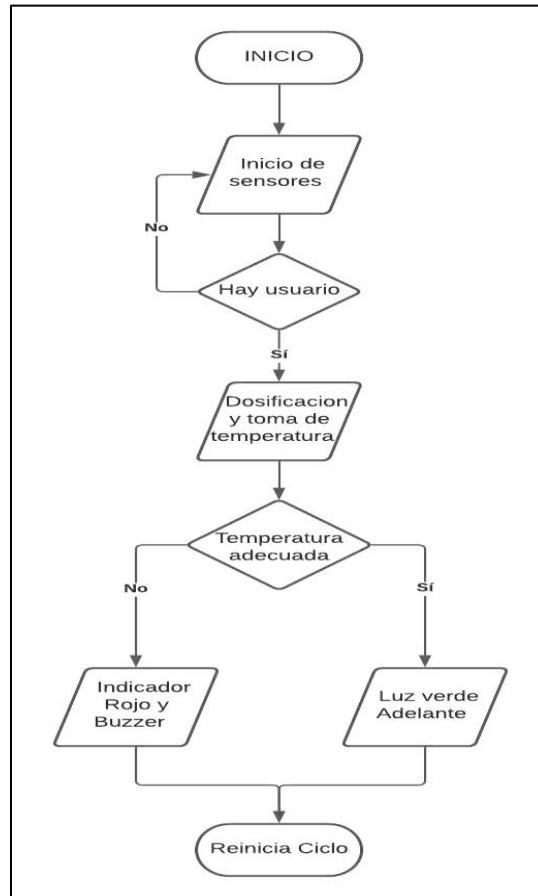 INICIO
Inicio de
sensores
No
Hay usuario
Sí
Dosificacion
y toma de
temperatura
Temperatura
adecuada
No
Sí
Indicador
Rojo y
Buzzer
Luz verde
Adelante
Reinicia Ciclo